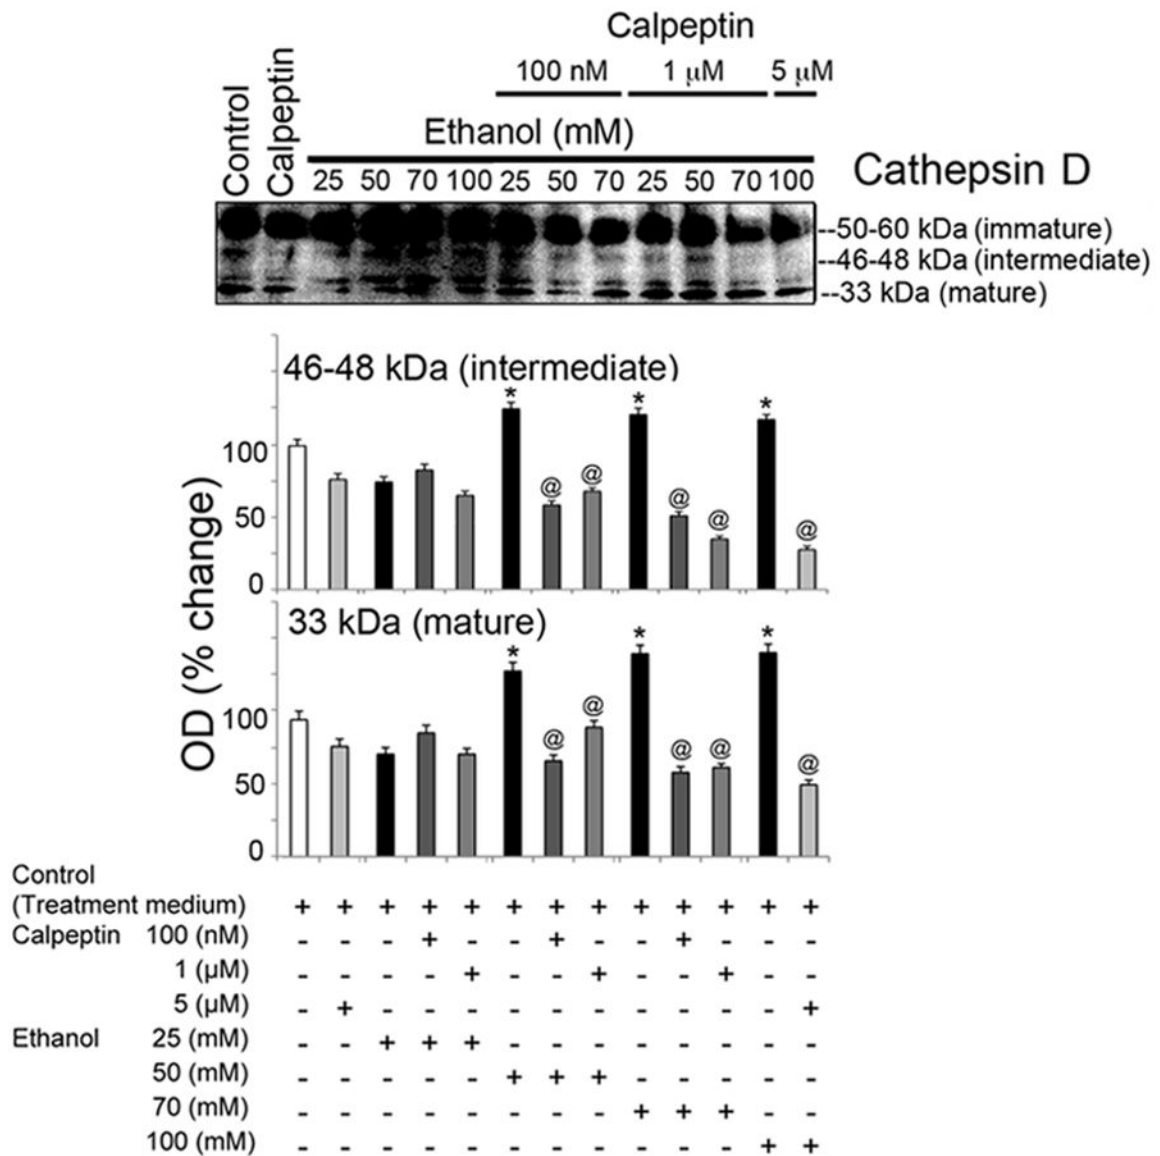 Calpeptin
100 nM 1 μM 5 μM
Control Calpeptin
Ethanol (mM)
25 50 70 100 25 50 70 25 50 70 100
Cathepsin D
--50-60 kDa (immature)
--46-48 kDa (intermediate)
--33 kDa (mature)
46-48 kDa (intermediate)
* * *
@ @ @ @ @
100
50
0
OD (% change)
33 kDa (mature)
* * *
@ @ @ @ @
100
50
0
Control
(Treatment medium) + + + + + + + + + + + + +
Calpeptin 100 (nM) - - - + - - + - - + - - -
1 (μM) - - - - + - - + - - + - -
5 (μM) - + - - - - - - - - - - +
Ethanol 25 (mM) - - + + + - - - - - - - -
50 (mM) - - - - - + + + - - - - -
70 (mM) - - - - - - - - + + + - -
100 (mM) - - - - - - - - - - - + +